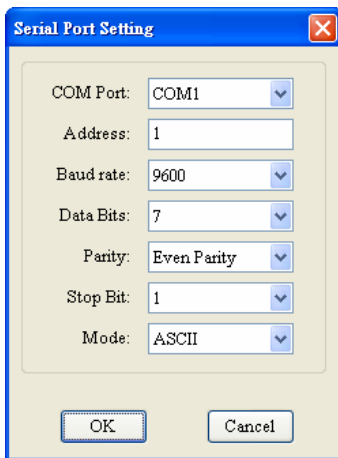 Serial Port Setting
COM Port: COM1
Address: 1
Baud rate: 9600
Data Bits: 7
Parity: Even Parity
Stop Bit: 1
Mode: ASCII
OK Cancel